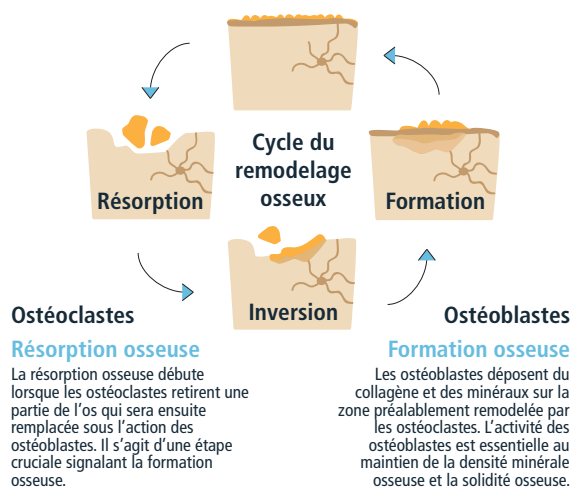 Cycle du
remodelage
osseux
Résorption
Formation
Inversion
Ostéoclastes
Résorption osseuse
La résorption osseuse débute
lorsque les ostéoclastes retirent une
partie de l'os qui sera ensuite
remplacée sous l'action des
ostéoblastes. Il s'agit d'une étape
cruciale signalant la formation
osseuse.
Ostéoblastes
Formation osseuse
Les ostéoblastes déposent du
collagène et des minéraux sur la
zone préalablement remodelée par
les ostéoclastes. L'activité des
ostéoblastes est essentielle au
maintien de la densité minérale
osseuse et la solidité osseuse.